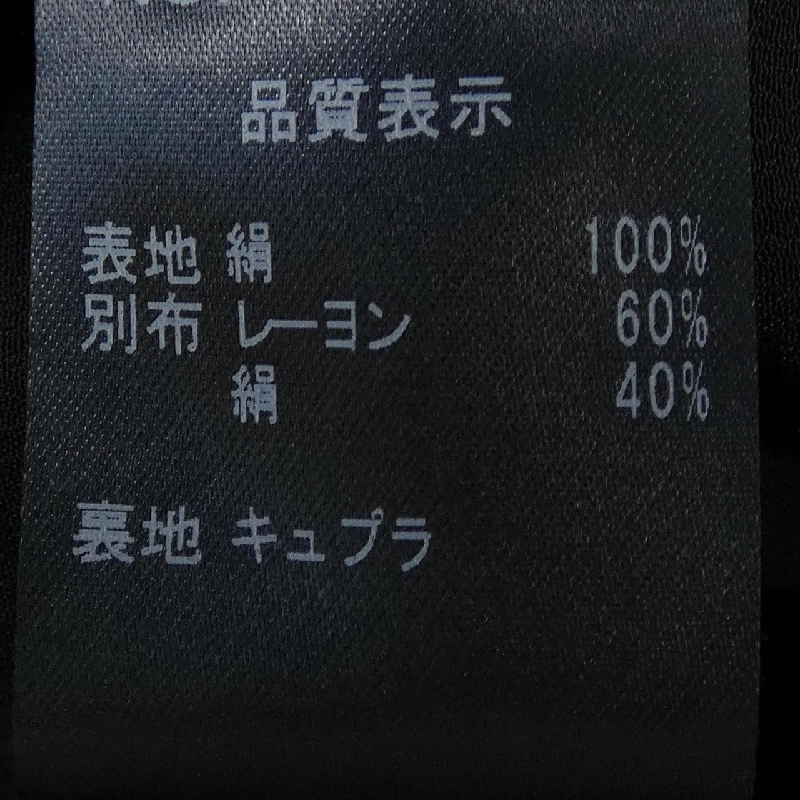 品質表示
表地 絹 100%
別布 レーヨン 60%
絹 40%
裏地 キュプラ